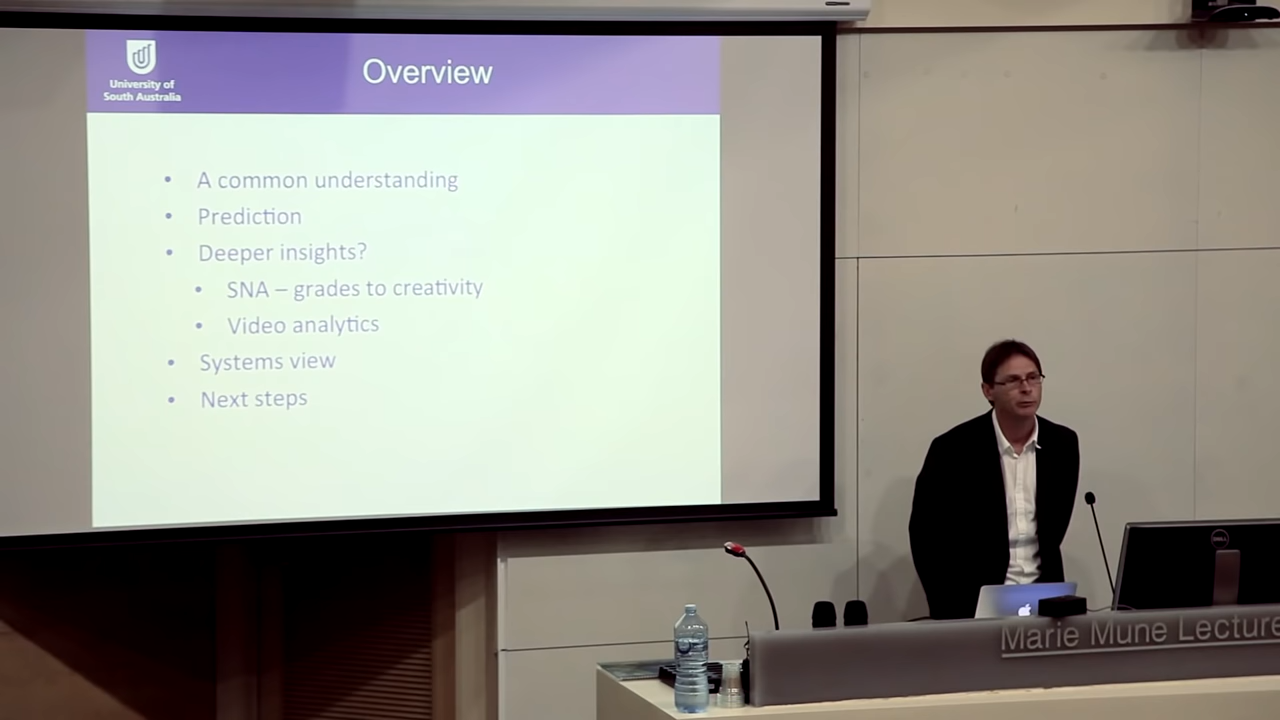 University of
South Australia
Overview
• A common understanding
• Prediction
• Deeper insights?
• SNA – grades to creativity
• Video analytics
• Systems view
• Next steps
DELL
Marie Mune Lecture